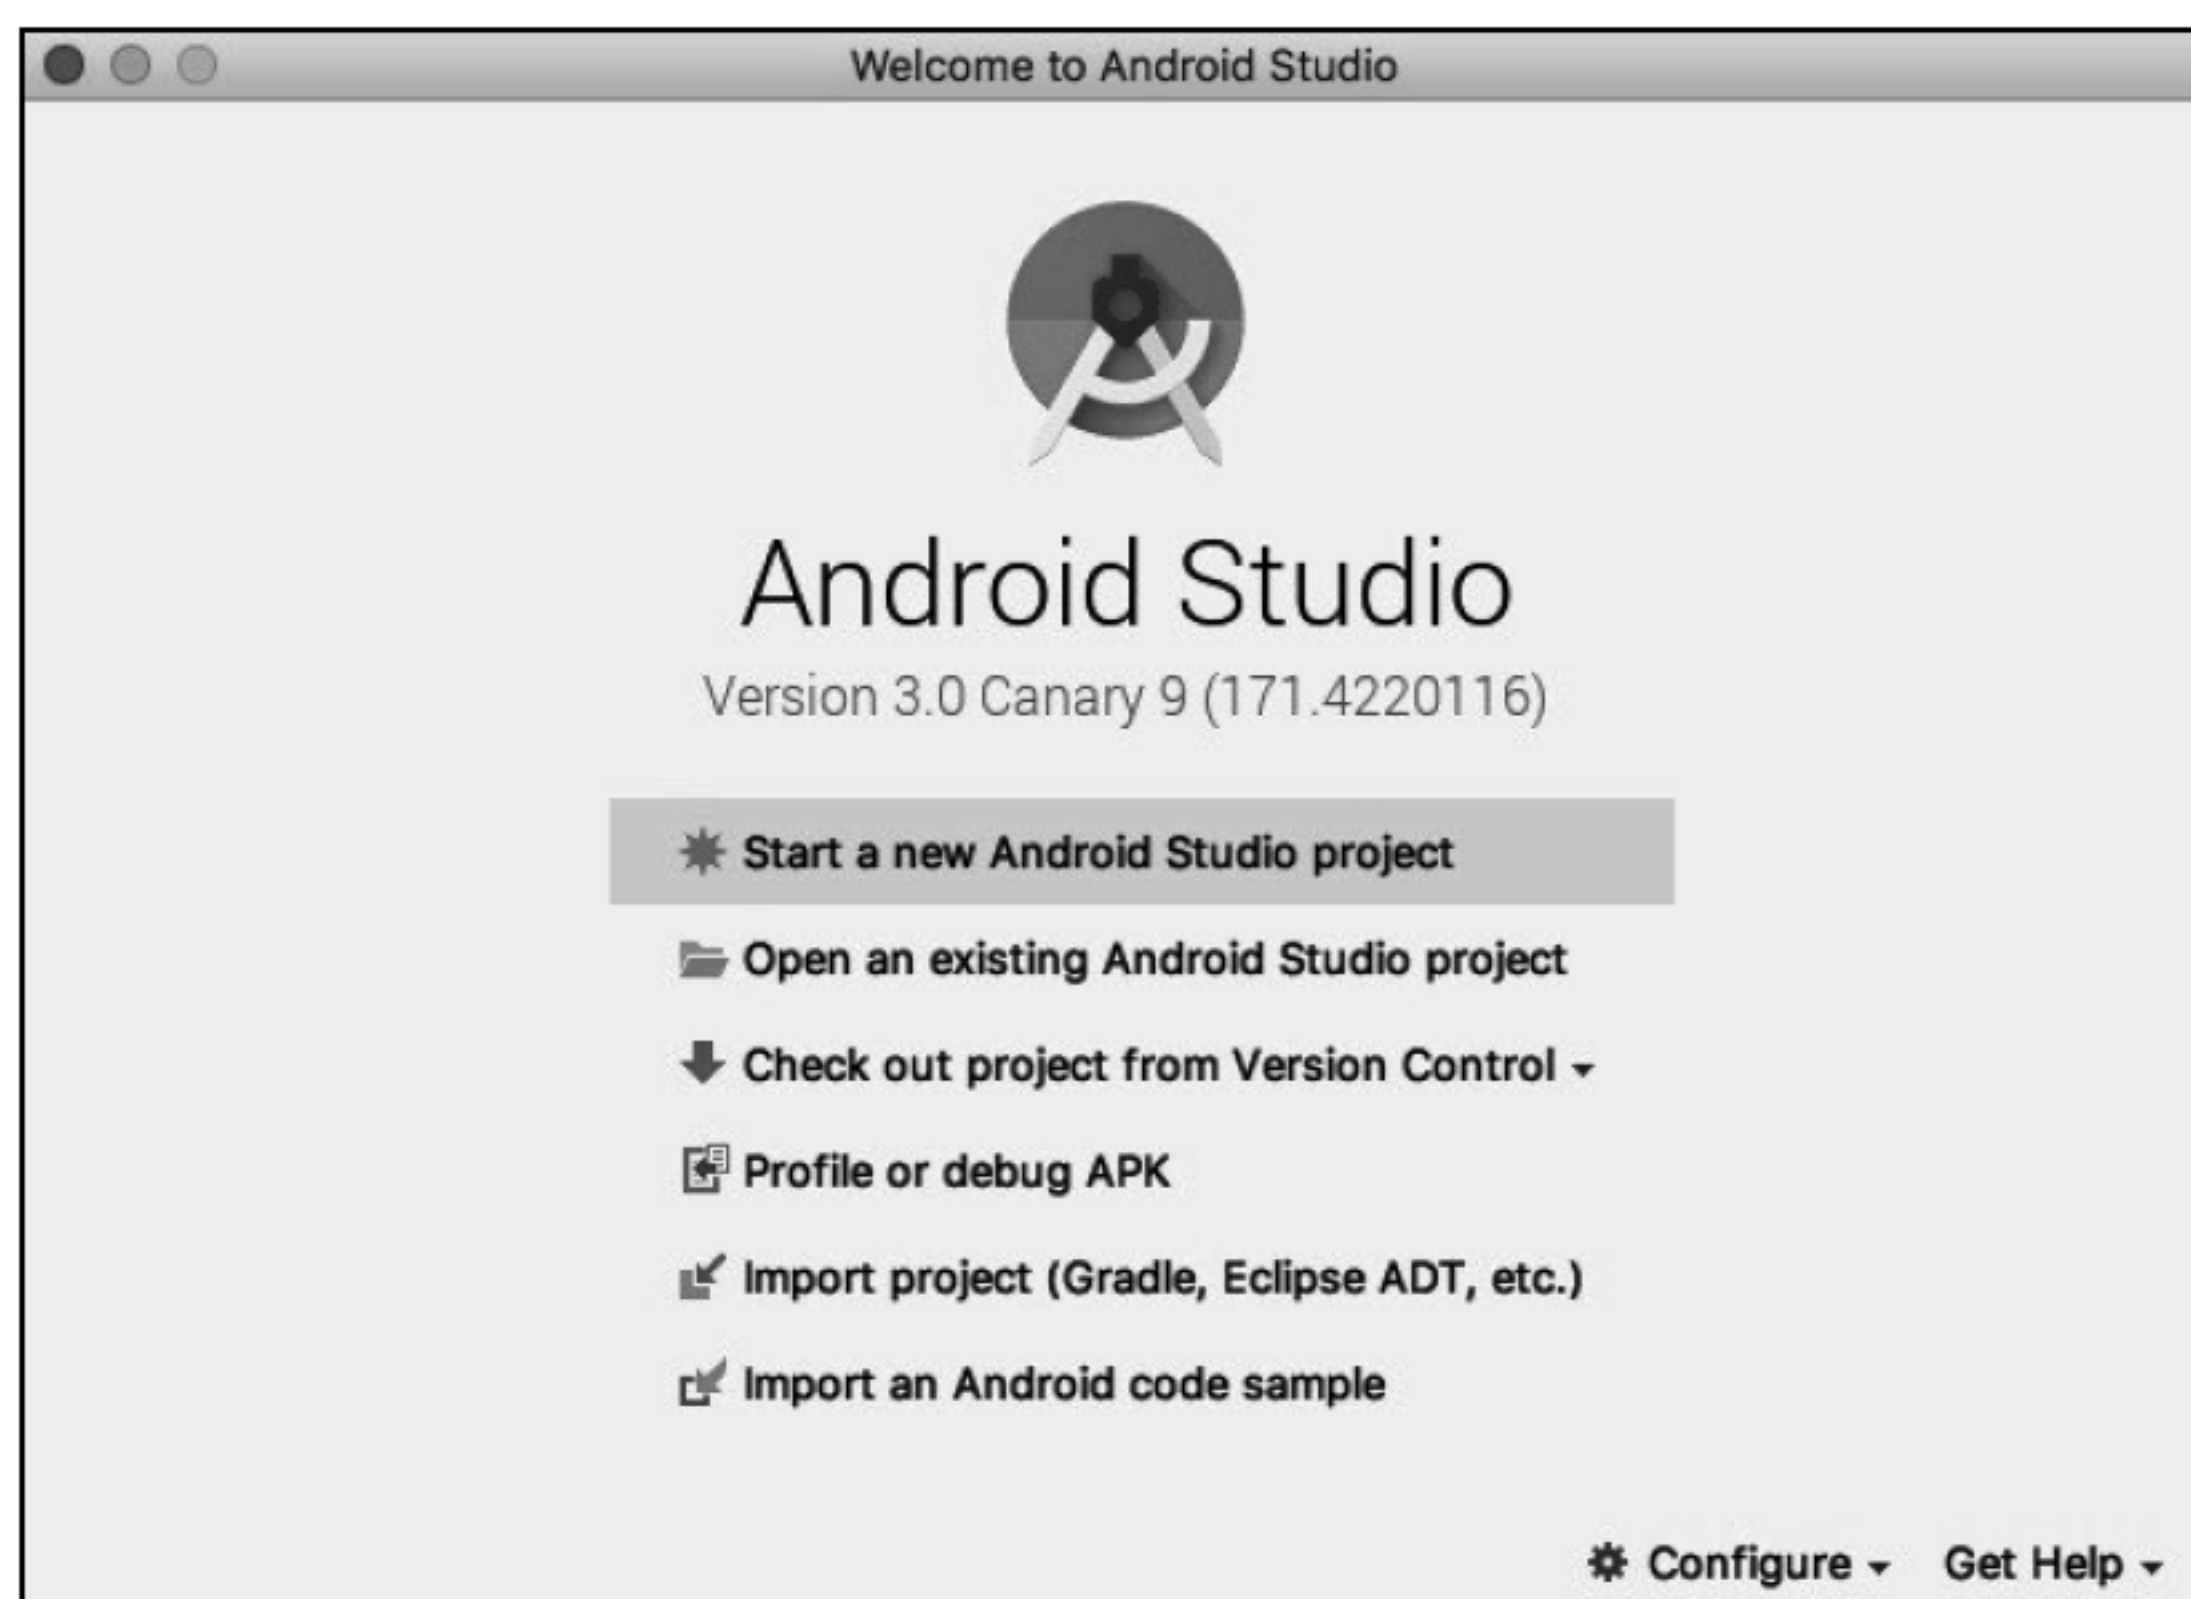 Welcome to Android Studio
Android Studio
Version 3.0 Canary 9 (171.4220116)
Start a new Android Studio project
Open an existing Android Studio project
Check out project from Version Control
Profile or debug APK
Import project (Gradle, Eclipse ADT, etc.)
Import an Android code sample
Configure Get Help